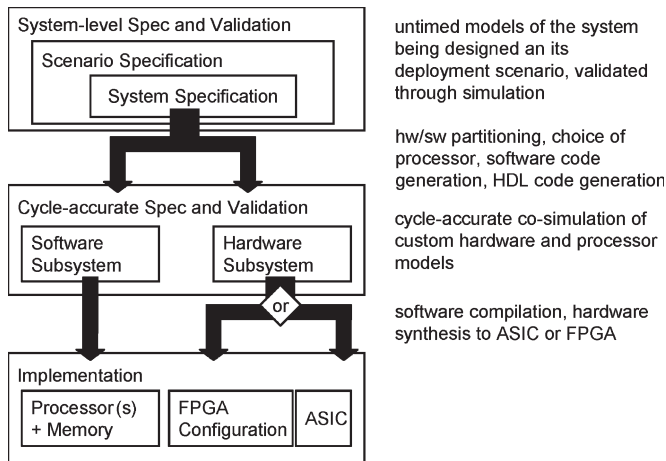 System-level Spec and Validation
Scenario Specification
System Specification
untimed models of the system
being designed an its
deployment scenario, validated
through simulation
hw/sw partitioning, choice of
processor, software code
generation, HDL code generation
Cycle-accurate Spec and Validation
Software
Subsystem
Hardware
Subsystem
cycle-accurate co-simulation of
custom hardware and processor
models
or
software compilation, hardware
synthesis to ASIC or FPGA
Implementation
Processor(s)
+ Memory
FPGA
Configuration
ASIC